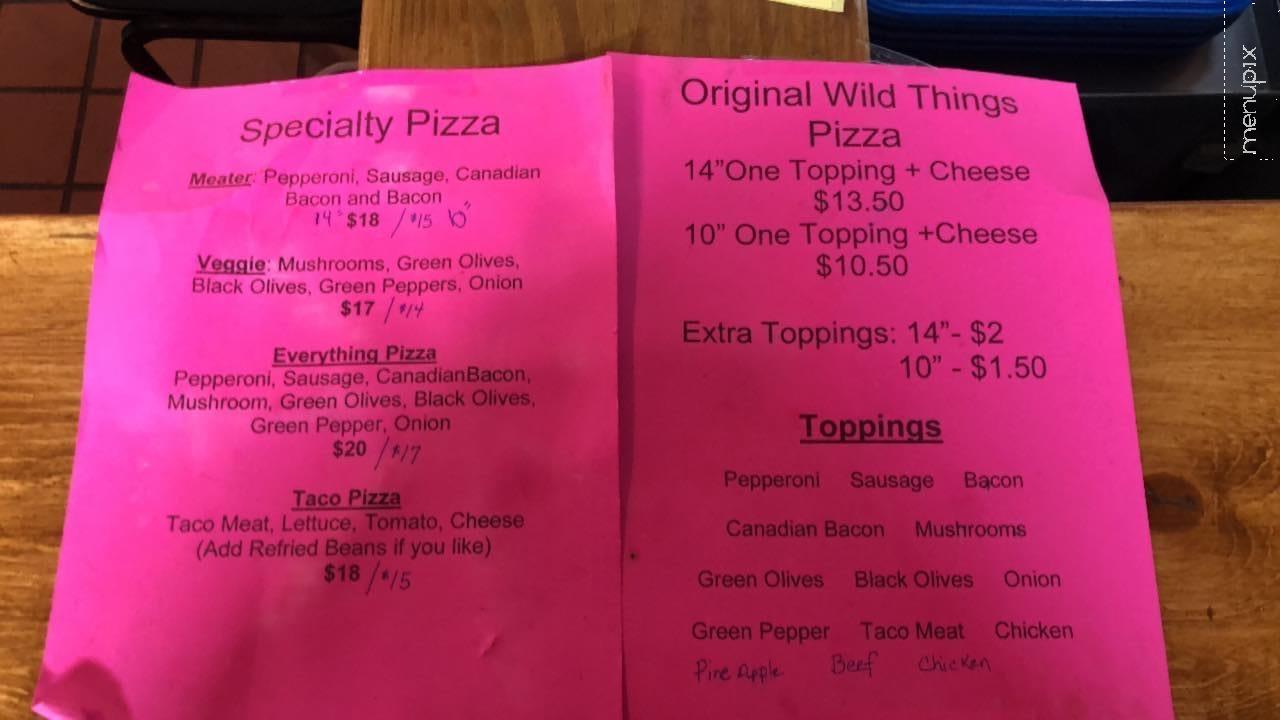 Specialty Pizza
Meater: Pepperoni, Sausage, Canadian
Bacon and Bacon
14" $18 / $15 10"
Veggie: Mushrooms, Green Olives,
Black Olives, Green Peppers, Onion
$17 / $14
Everything Pizza
Pepperoni, Sausage, CanadianBacon,
Mushroom, Green Olives, Black Olives,
Green Pepper, Onion
$20 / $17
Taco Pizza
Taco Meat, Lettuce, Tomato, Cheese
(Add Refried Beans if you like)
$18 / $15
Original Wild Things
Pizza
14”One Topping + Cheese
$13.50
10” One Topping +Cheese
$10.50
Extra Toppings: 14”- $2
10” - $1.50
Toppings
Pepperoni Sausage Bacon
Canadian Bacon Mushrooms
Green Olives Black Olives Onion
Green Pepper Taco Meat Chicken
Pine Apple Beef Chicken
menupix